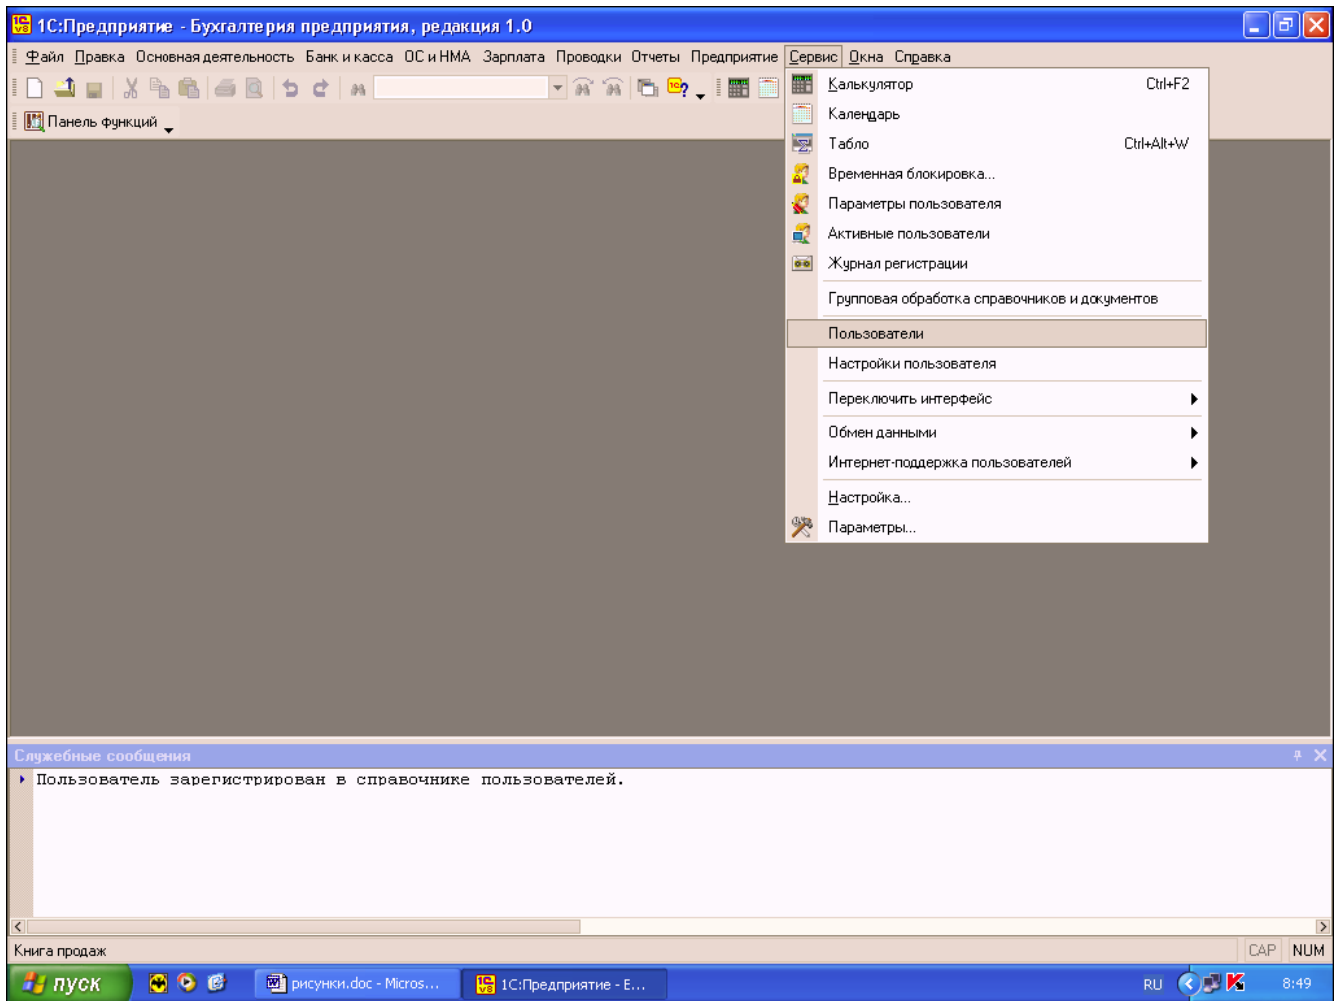 1С:Предприятие - Бухгалтерия предприятия, редакция 1.0
Файл Правка Основная деятельность Банк и касса ОС и НМА Зарплата Проводки Отчеты Предприятие Сервис Окна Справка
Панель функций
Калькулятор Ctrl+F2
Календарь
Табло Ctrl+Alt+W
Временная блокировка...
Параметры пользователя
Активные пользователи
Журнал регистрации
Групповая обработка справочников и документов
Пользователи
Настройки пользователя
Переключить интерфейс
Обмен данными
Интернет-поддержка пользователей
Настройка...
Параметры...
Служебные сообщения
Пользователь зарегистрирован в справочнике пользователей.
Книга продаж CAP NUM
пуск рисунки.doc - Micros... 1С:Предприятие - Б... RU 8:49